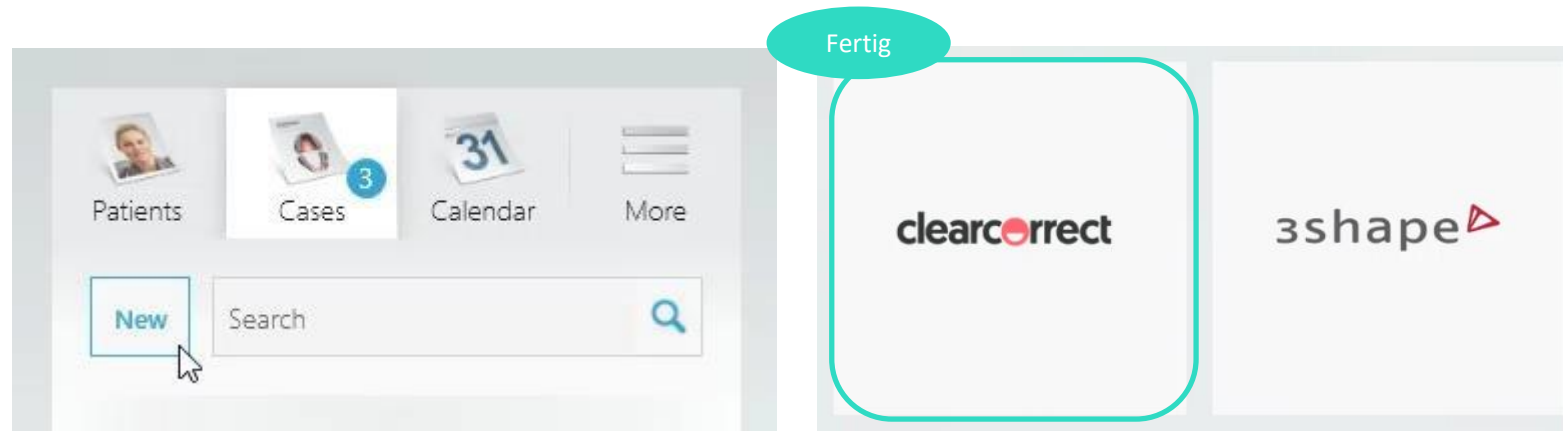 Fertig
31
3
Patients
Cases
Calendar
More
New
Search
clearcorrect
3shape